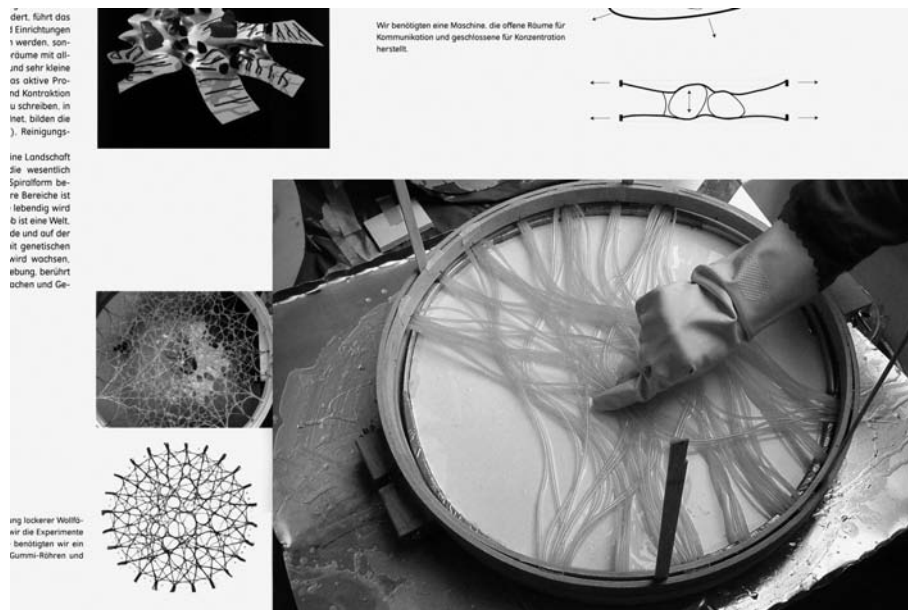 dert, führt das
Einrichtungen
werden, son-
räume mit all-
und sehr kleine
as aktive Pro-
nd Kontraktion
u schreiben, in
net, bilden die
). Reinigungs-
ine Landschaft
die wesentlich
Spiralform be-
re Bereiche ist
lebendig wird
ob ist eine Welt,
de und auf der
it genetischen
wird wachsen,
ebung, berührt
achen und Ge-
Wir benötigten eine Maschine, die offene Räume für
Kommunikation und geschlossene für Konzentration
herstellt.
ung lockerer Wollfä-
wir die Experimente
benötigten wir ein
Gummi-Röhren und